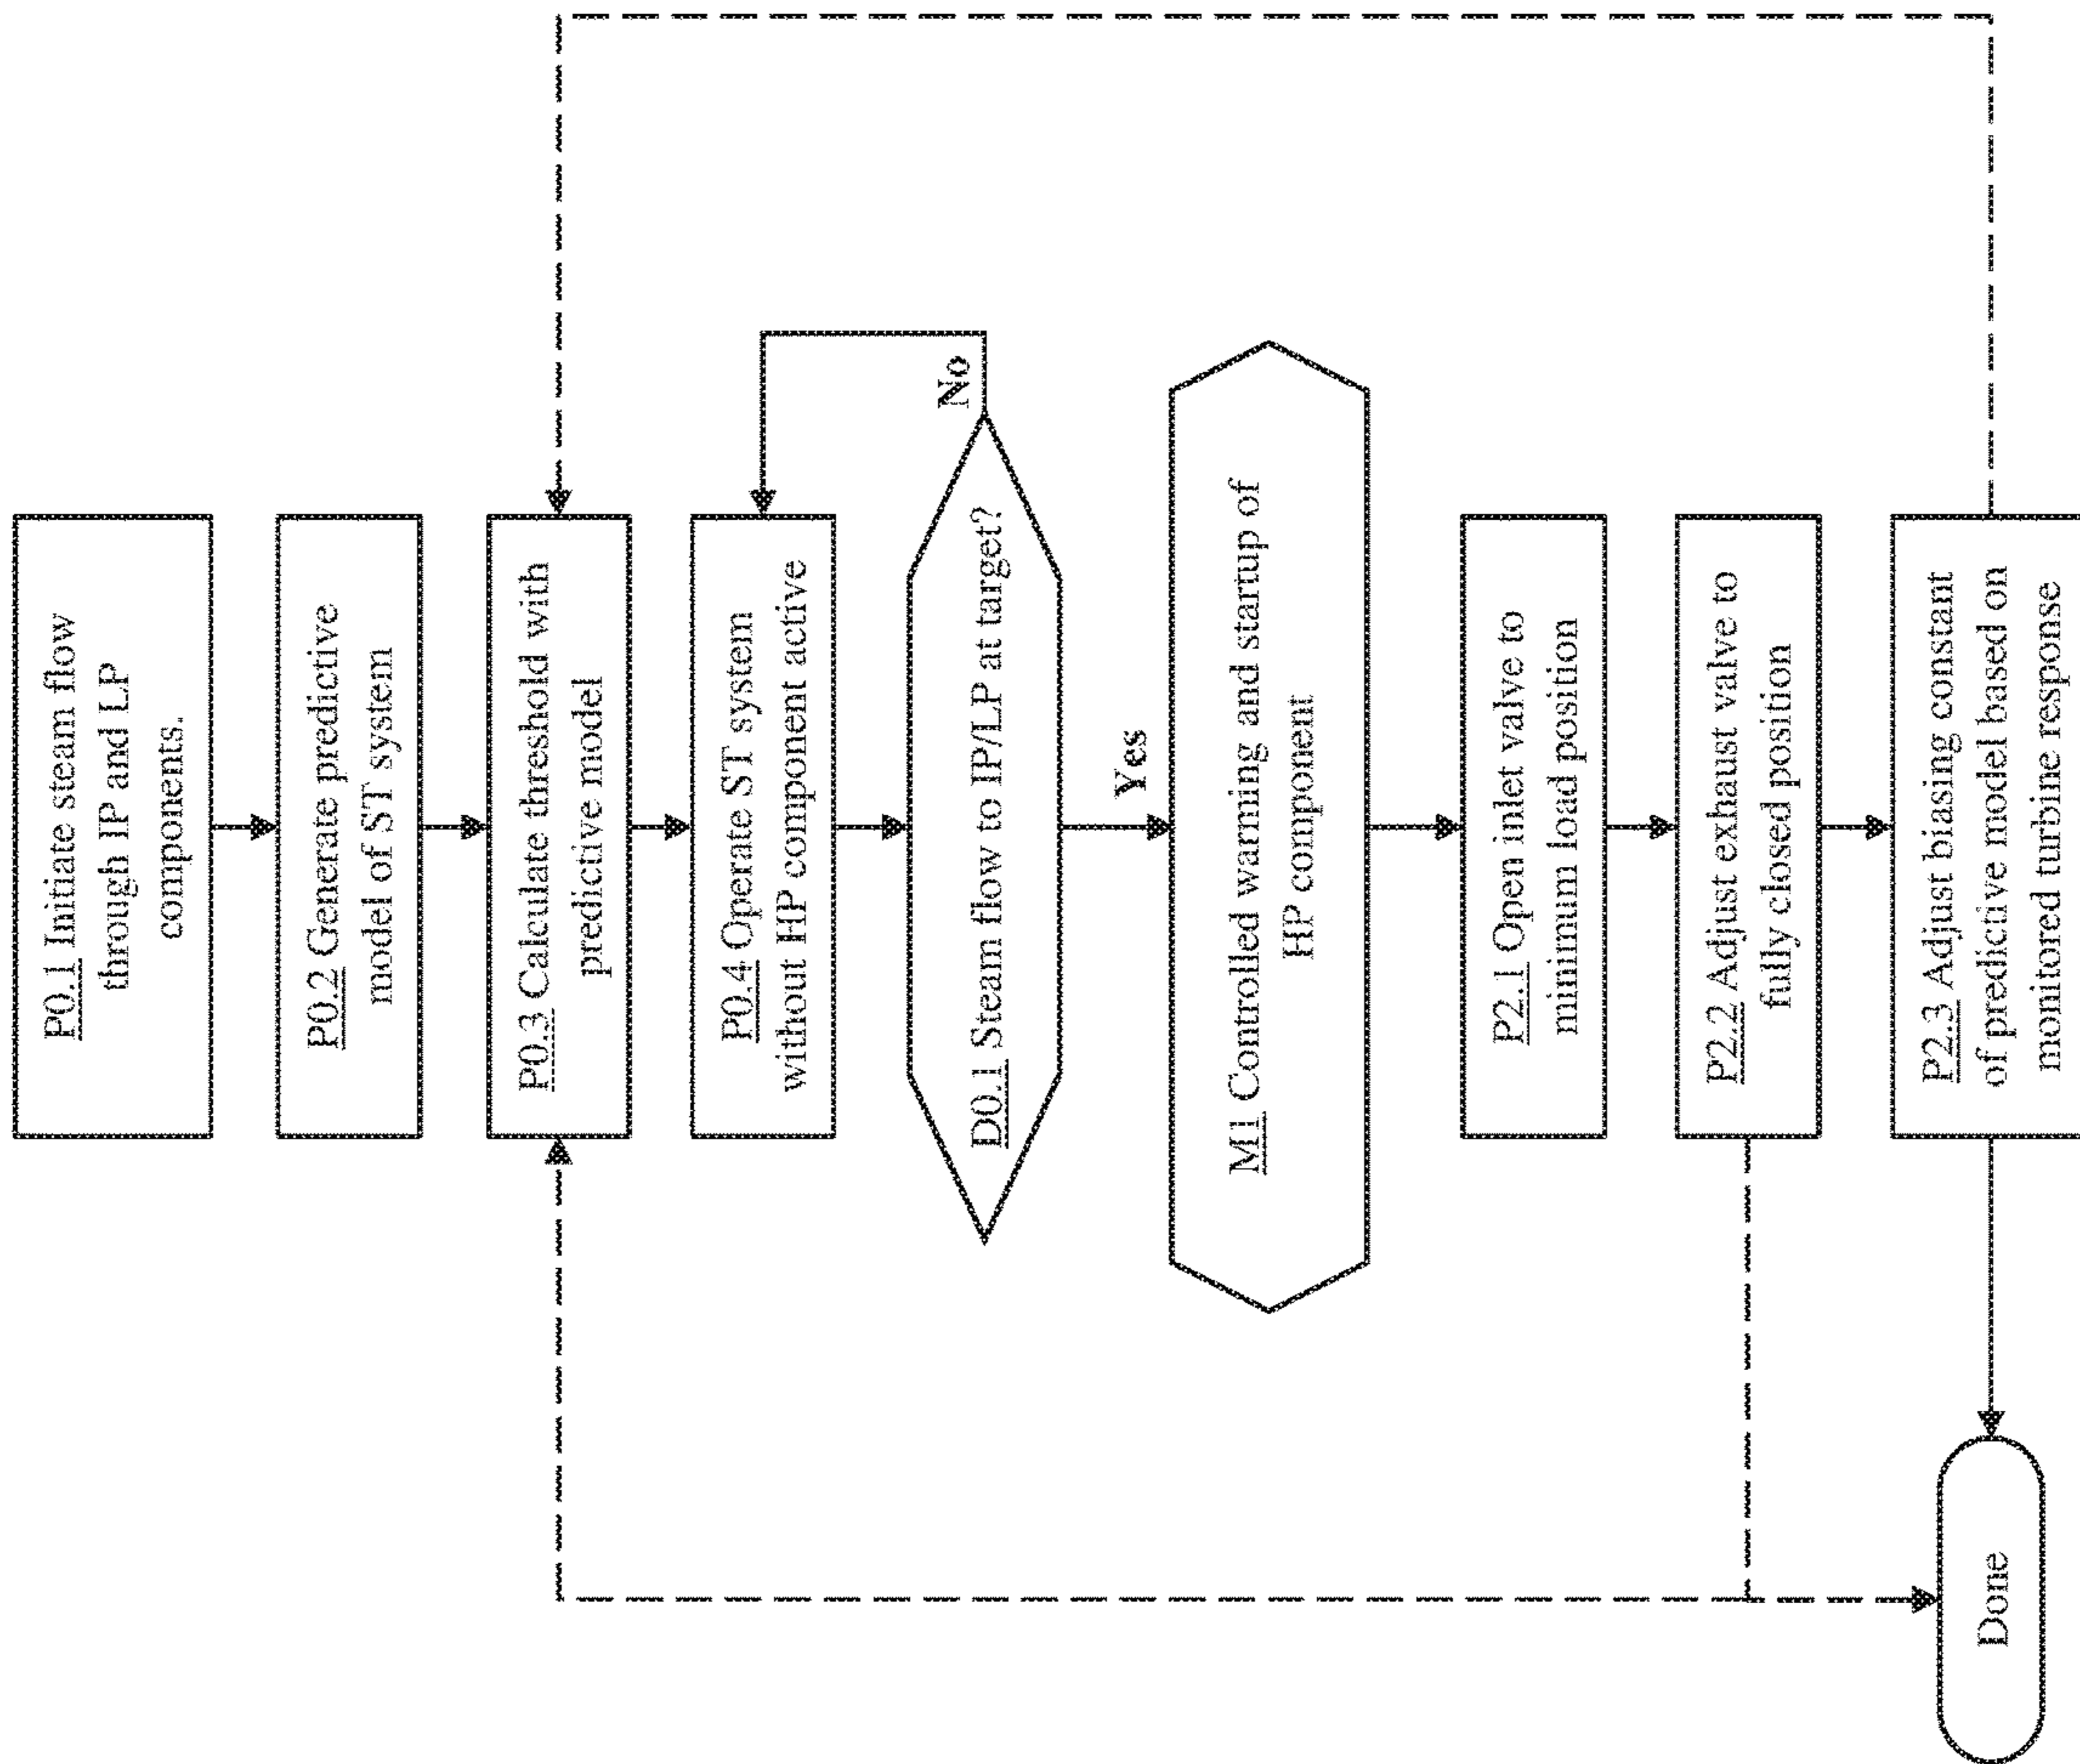 P0.1 Initiate steam flow
through IP and LP
components.
P0.2 Generate predictive
model of ST system
P0.3 Calculate threshold with
predictive model
P0.4 Operate ST system
without HP component active
D0.1 Steam flow to IP/LP at target?
No
Yes
M1 Controlled warming and startup of
HP component
P2.1 Open inlet valve to
minimum load position
P2.2 Adjust exhaust valve to
fully closed position
P2.3 Adjust biasing constant
of predictive model based on
monitored turbine response
Done